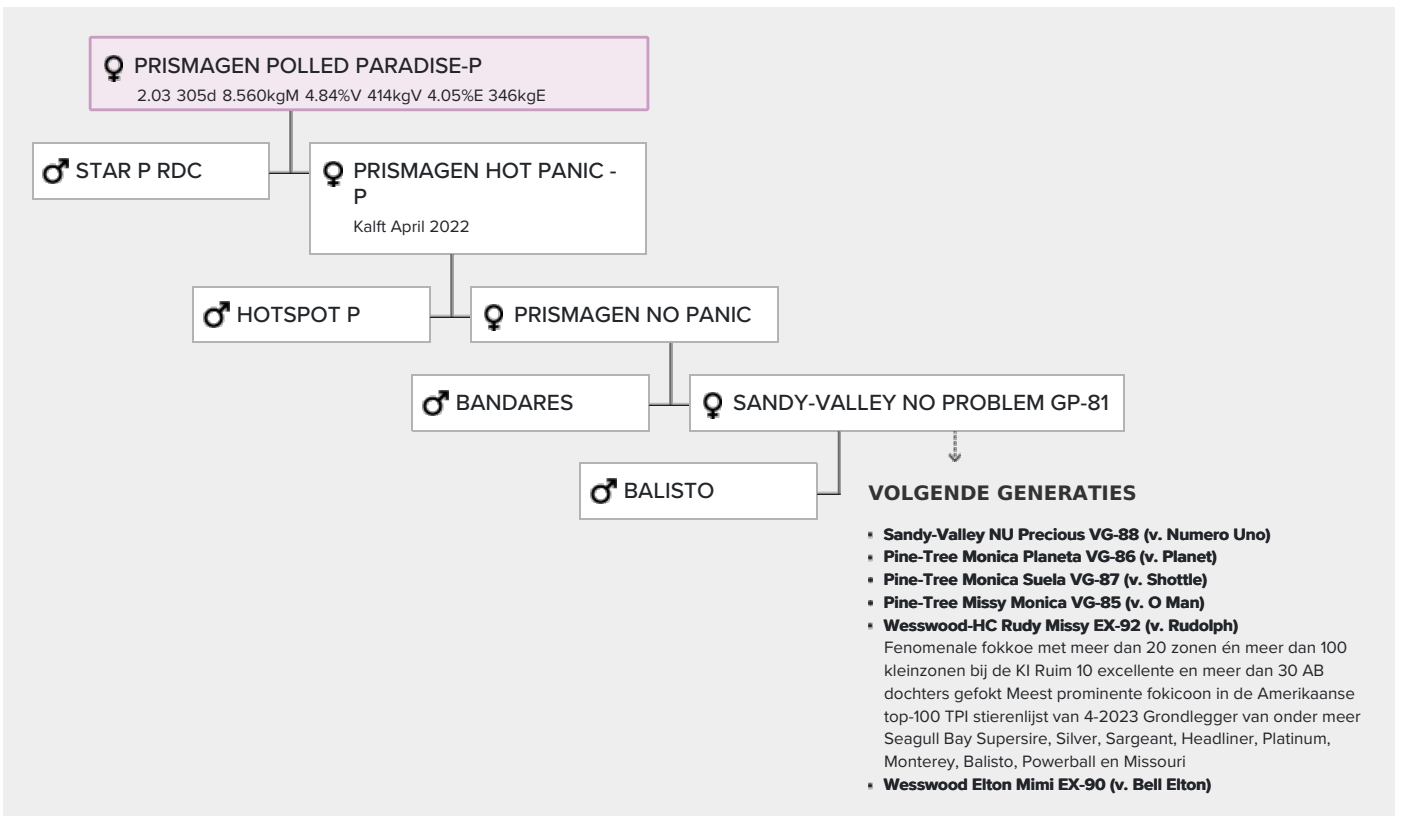 PRISMAGEN POLLED PARADISE-P
2.03 305d 8.560kgM 4.84%V 414kgV 4.05%E 346kgE
STAR P RDC
PRISMAGEN HOT PANIC -
P
Kalft April 2022
HOTSPOT P
PRISMAGEN NO PANIC
BANDARES
SANDY-VALLEY NO PROBLEM GP-81
BALISTO
VOLGENDE GENERATIES
▪ Sandy-Valley NU Precious VG-88 (v. Numero Uno)
▪ Pine-Tree Monica Planeta VG-86 (v. Planet)
▪ Pine-Tree Monica Suela VG-87 (v. Shottle)
▪ Pine-Tree Missy Monica VG-85 (v. O Man)
▪ Wesswood-HC Rudy Missy EX-92 (v. Rudolph)
Fenomenale fokkoe met meer dan 20 zonen én meer dan 100
kleinzonen bij de KI Ruim 10 excellente en meer dan 30 AB
dochters gefokt Meest prominente fokicoon in de Amerikaanse
top-100 TPI stierenlijst van 4-2023 Grondlegger van onder meer
Seagull Bay Supersire, Silver, Sargeant, Headliner, Platinum,
Monterey, Balisto, Powerball en Missouri
▪ Wesswood Elton Mimi EX-90 (v. Bell Elton)